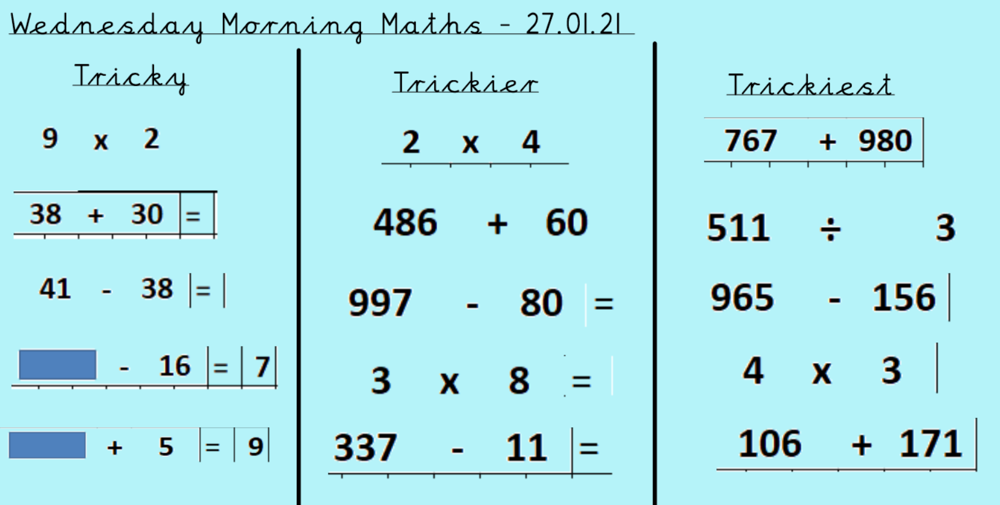 Wednesday Morning Maths - 27.01.21
Tricky
9 x 2
38 + 30 =
41 - 38 =
- 16 = 7
+ 5 = 9
Trickier
2 x 4
486 + 60
997 - 80 =
3 x 8 =
337 - 11 =
Trickiest
767 + 980
511 ÷ 3
965 - 156
4 x 3
106 + 171